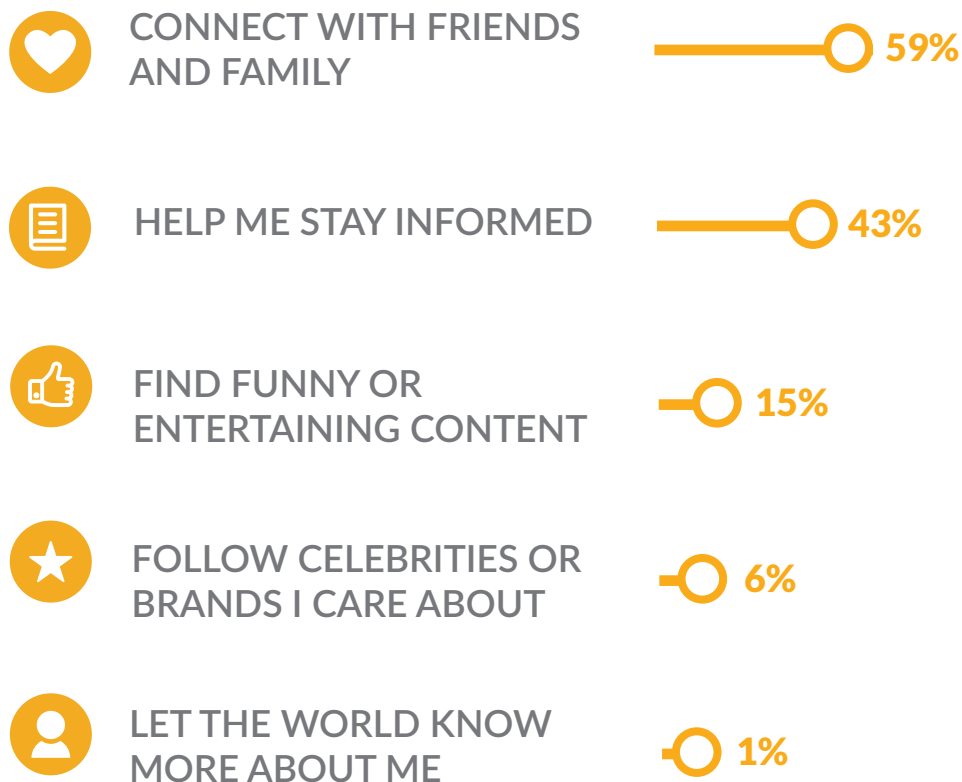 CONNECT WITH FRIENDS
AND FAMILY
59%
HELP ME STAY INFORMED
43%
FIND FUNNY OR
ENTERTAINING CONTENT
15%
FOLLOW CELEBRITIES OR
BRANDS I CARE ABOUT
6%
LET THE WORLD KNOW
MORE ABOUT ME
1%